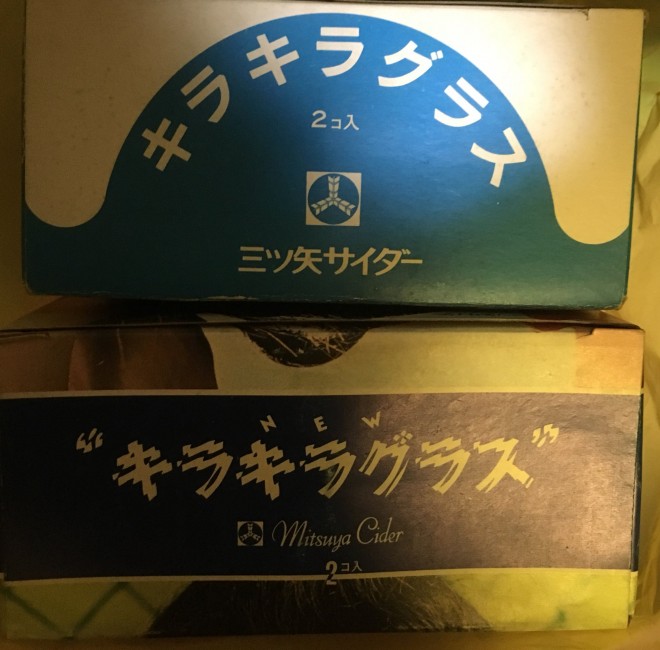 キラキラグラス
2コ入
三ツ矢サイダー
NEW
“キラキラグラス”
Mitsuya Cider
2コ入